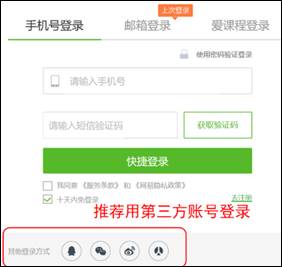 上次登录
手机号登录 邮箱登录 爱课程登录
使用密码验证登录
请输入手机号
请输入短信验证码 获取验证码
快捷登录
我同意 《服务条款》 和 《网易隐私政策》
十天内免登录 去注册
推荐用第三方账号登录
其他登录方式